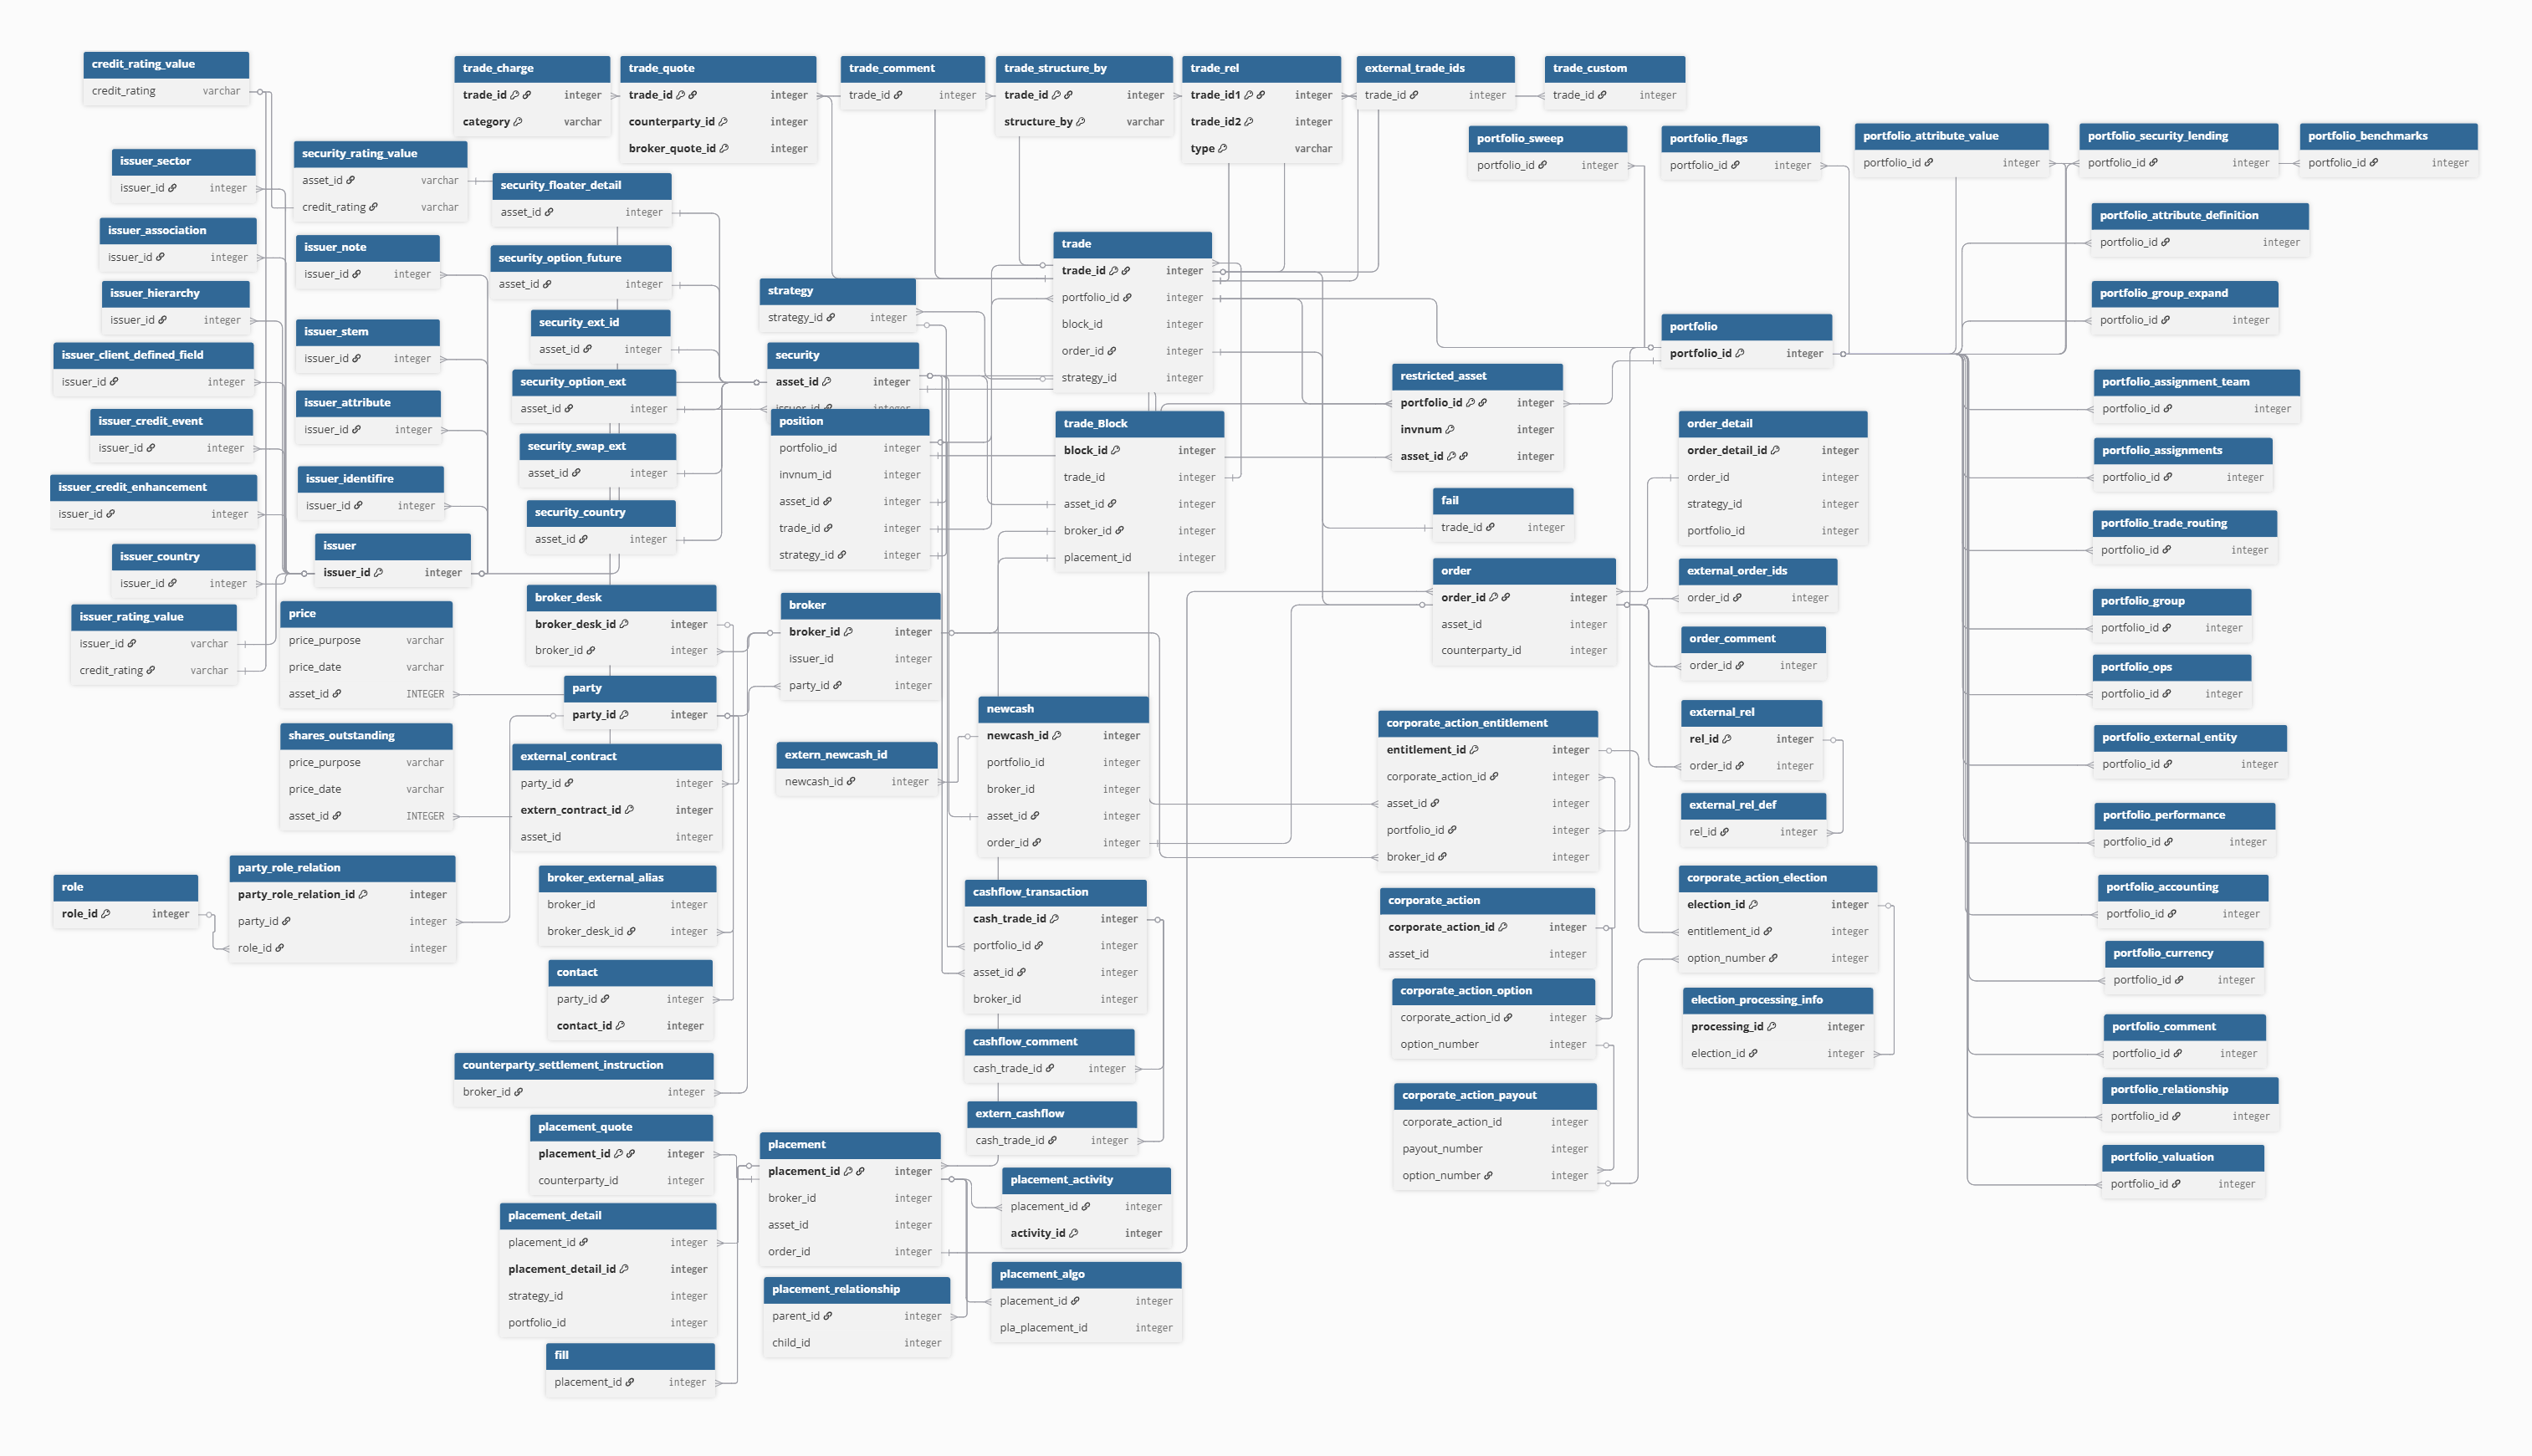 credit_rating_value
credit_rating varchar
issuer_sector
issuer_id integer
issuer_association
issuer_id integer
issuer_hierarchy
issuer_id integer
issuer_client_defined_field
issuer_id integer
issuer_credit_event
issuer_id integer
issuer_credit_enhancement
issuer_id integer
issuer_country
issuer_id integer
issuer_rating_value
issuer_id varchar
credit_rating varchar
security_rating_value
asset_id varchar
credit_rating varchar
issuer_note
issuer_id integer
issuer_stem
issuer_id integer
issuer_attribute
issuer_id integer
issuer_identifire
issuer_id integer
issuer
issuer_id integer
price
price_purpose varchar
price_date varchar
asset_id INTEGER
shares_outstanding
price_purpose varchar
price_date varchar
asset_id INTEGER
role
role_id integer
party_role_relation
party_role_relation_id integer
party_id integer
role_id integer
trade_charge
trade_id integer
category varchar
trade_quote
trade_id integer
counterparty_id integer
broker_quote_id integer
trade_comment
trade_id integer
trade_structure_by
trade_id integer
structure_by varchar
trade_rel
trade_id1 integer
trade_id2 integer
type varchar
external_trade_ids
trade_id integer
trade_custom
trade_id integer
security_floater_detail
asset_id integer
security_option_future
asset_id integer
security_ext_id
asset_id integer
security_option_ext
asset_id integer
security_swap_ext
asset_id integer
security_country
asset_id integer
broker_desk
broker_desk_id integer
broker_id integer
party
party_id integer
external_contract
party_id integer
extern_contract_id integer
asset_id integer
broker_external_alias
broker_id integer
broker_desk_id integer
contact
party_id integer
contact_id integer
counterparty_settlement_instruction
broker_id integer
placement_quote
placement_id integer
counterparty_id integer
placement_detail
placement_id integer
placement_detail_id integer
strategy_id integer
portfolio_id integer
fill
placement_id integer
strategy
strategy_id integer
security
asset_id integer
issuer_id integer
position
portfolio_id integer
invnum_id integer
asset_id integer
trade_id integer
strategy_id integer
broker
broker_id integer
issuer_id integer
party_id integer
extern_newcash_id
newcash_id integer
placement
placement_id integer
broker_id integer
asset_id integer
order_id integer
placement_relationship
parent_id integer
child_id integer
trade
trade_id integer
portfolio_id integer
block_id integer
order_id integer
strategy_id integer
trade_Block
block_id integer
trade_id integer
asset_id integer
broker_id integer
placement_id integer
newcash
newcash_id integer
portfolio_id integer
broker_id integer
asset_id integer
order_id integer
cashflow_transaction
cash_trade_id integer
portfolio_id integer
asset_id integer
broker_id integer
cashflow_comment
cash_trade_id integer
extern_cashflow
cash_trade_id integer
placement_activity
placement_id integer
activity_id integer
placement_algo
placement_id integer
pla_placement_id integer
portfolio_sweep
portfolio_id integer
portfolio_flags
portfolio_id integer
portfolio_attribute_value
portfolio_id integer
portfolio_security_lending
portfolio_id integer
portfolio_benchmarks
portfolio_id integer
portfolio
portfolio_id integer
restricted_asset
portfolio_id integer
invnum integer
asset_id integer
fail
trade_id integer
order
order_id integer
asset_id integer
counterparty_id integer
order_detail
order_detail_id integer
order_id integer
strategy_id integer
portfolio_id integer
external_order_ids
order_id integer
order_comment
order_id integer
external_rel
rel_id integer
order_id integer
external_rel_def
rel_id integer
corporate_action_entitlement
entitlement_id integer
corporate_action_id integer
asset_id integer
portfolio_id integer
broker_id integer
corporate_action
corporate_action_id integer
asset_id integer
corporate_action_option
corporate_action_id integer
option_number integer
corporate_action_payout
corporate_action_id integer
payout_number integer
option_number integer
corporate_action_election
election_id integer
entitlement_id integer
option_number integer
election_processing_info
processing_id integer
election_id integer
portfolio_attribute_definition
portfolio_id integer
portfolio_group_expand
portfolio_id integer
portfolio_assignment_team
portfolio_id integer
portfolio_assignments
portfolio_id integer
portfolio_trade_routing
portfolio_id integer
portfolio_group
portfolio_id integer
portfolio_ops
portfolio_id integer
portfolio_external_entity
portfolio_id integer
portfolio_performance
portfolio_id integer
portfolio_accounting
portfolio_id integer
portfolio_currency
portfolio_id integer
portfolio_comment
portfolio_id integer
portfolio_relationship
portfolio_id integer
portfolio_valuation
portfolio_id integer